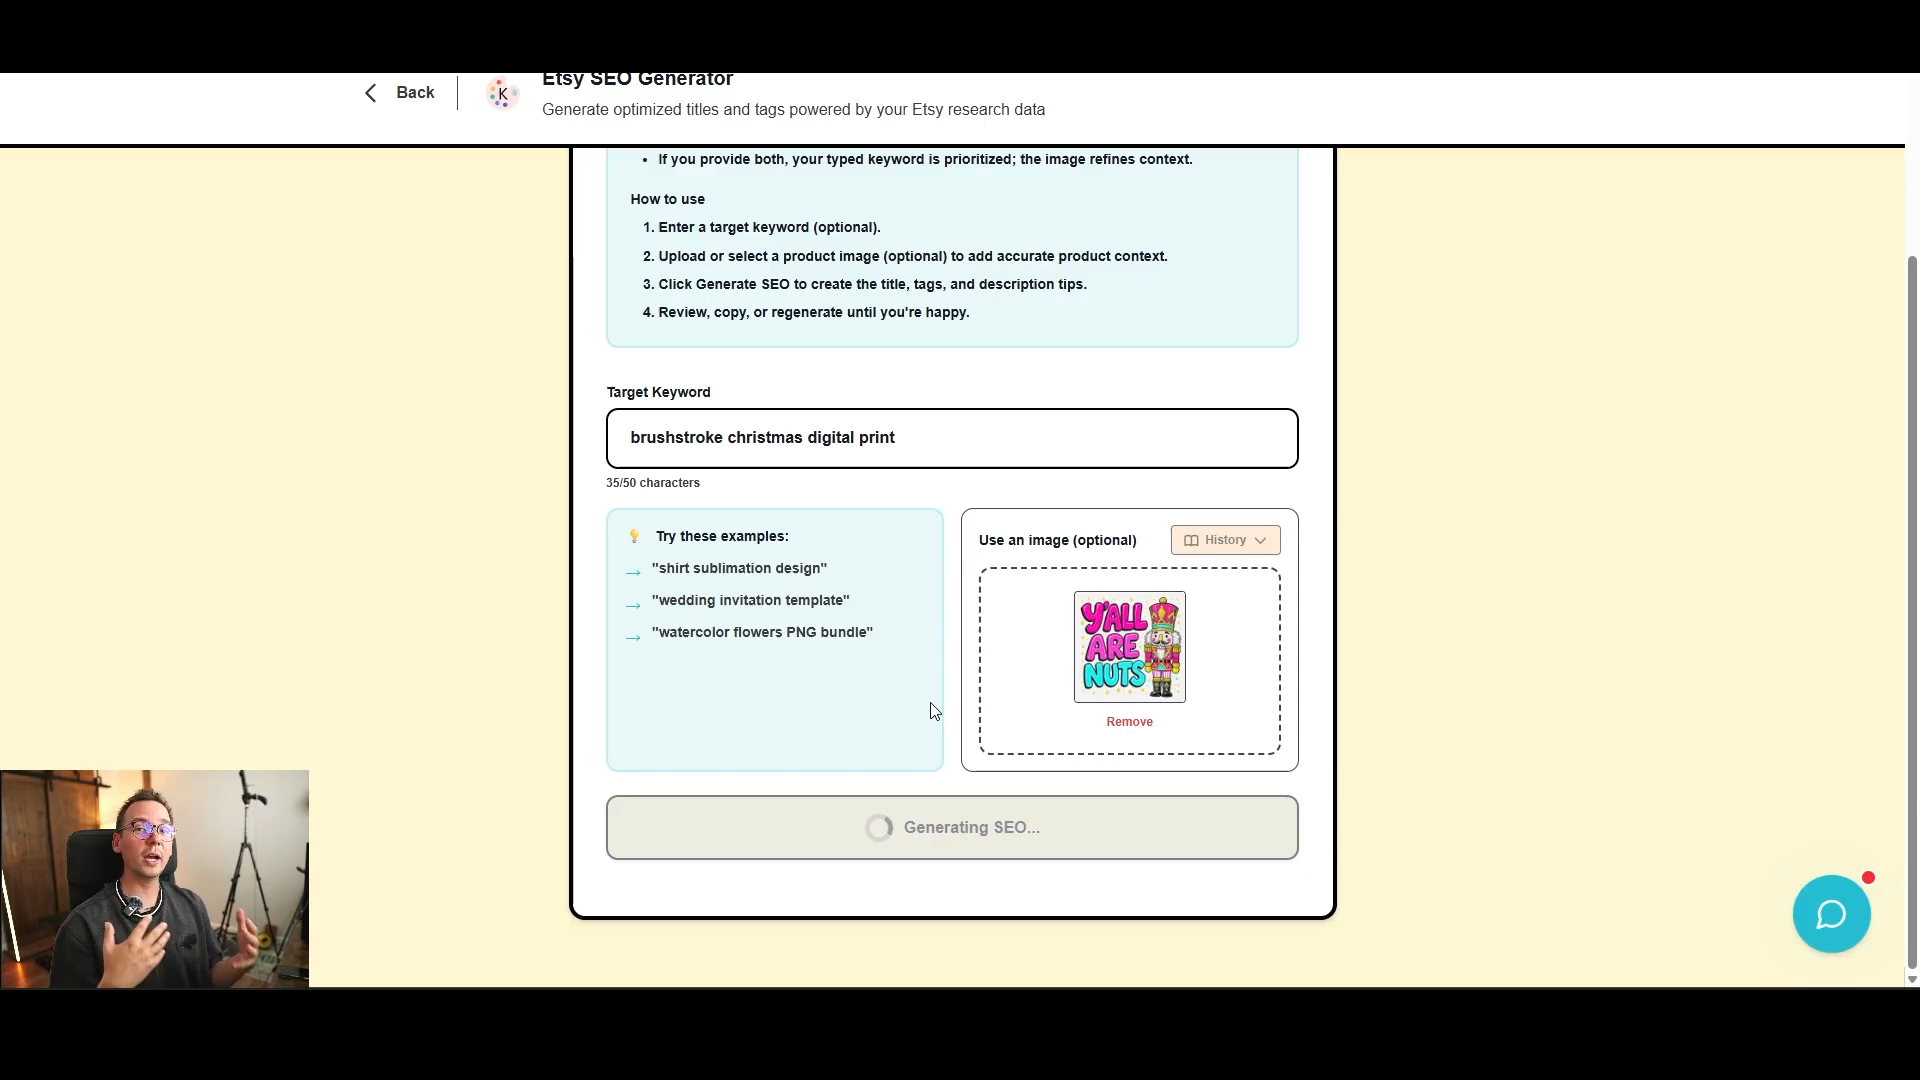 Back
Etsy SEO Generator
K
Generate optimized titles and tags powered by your Etsy research data
• If you provide both, your typed keyword is prioritized; the image refines context.
How to use
1. Enter a target keyword (optional).
2. Upload or select a product image (optional) to add accurate product context.
3. Click Generate SEO to create the title, tags, and description tips.
4. Review, copy, or regenerate until you're happy.
Target Keyword
brushstroke christmas digital print
35/50 characters
Try these examples:
→ "shirt sublimation design"
→ "wedding invitation template"
→ "watercolor flowers PNG bundle"
Use an image (optional)
History
Y'ALL
ARE
NUTS
Remove
Generating SEO...